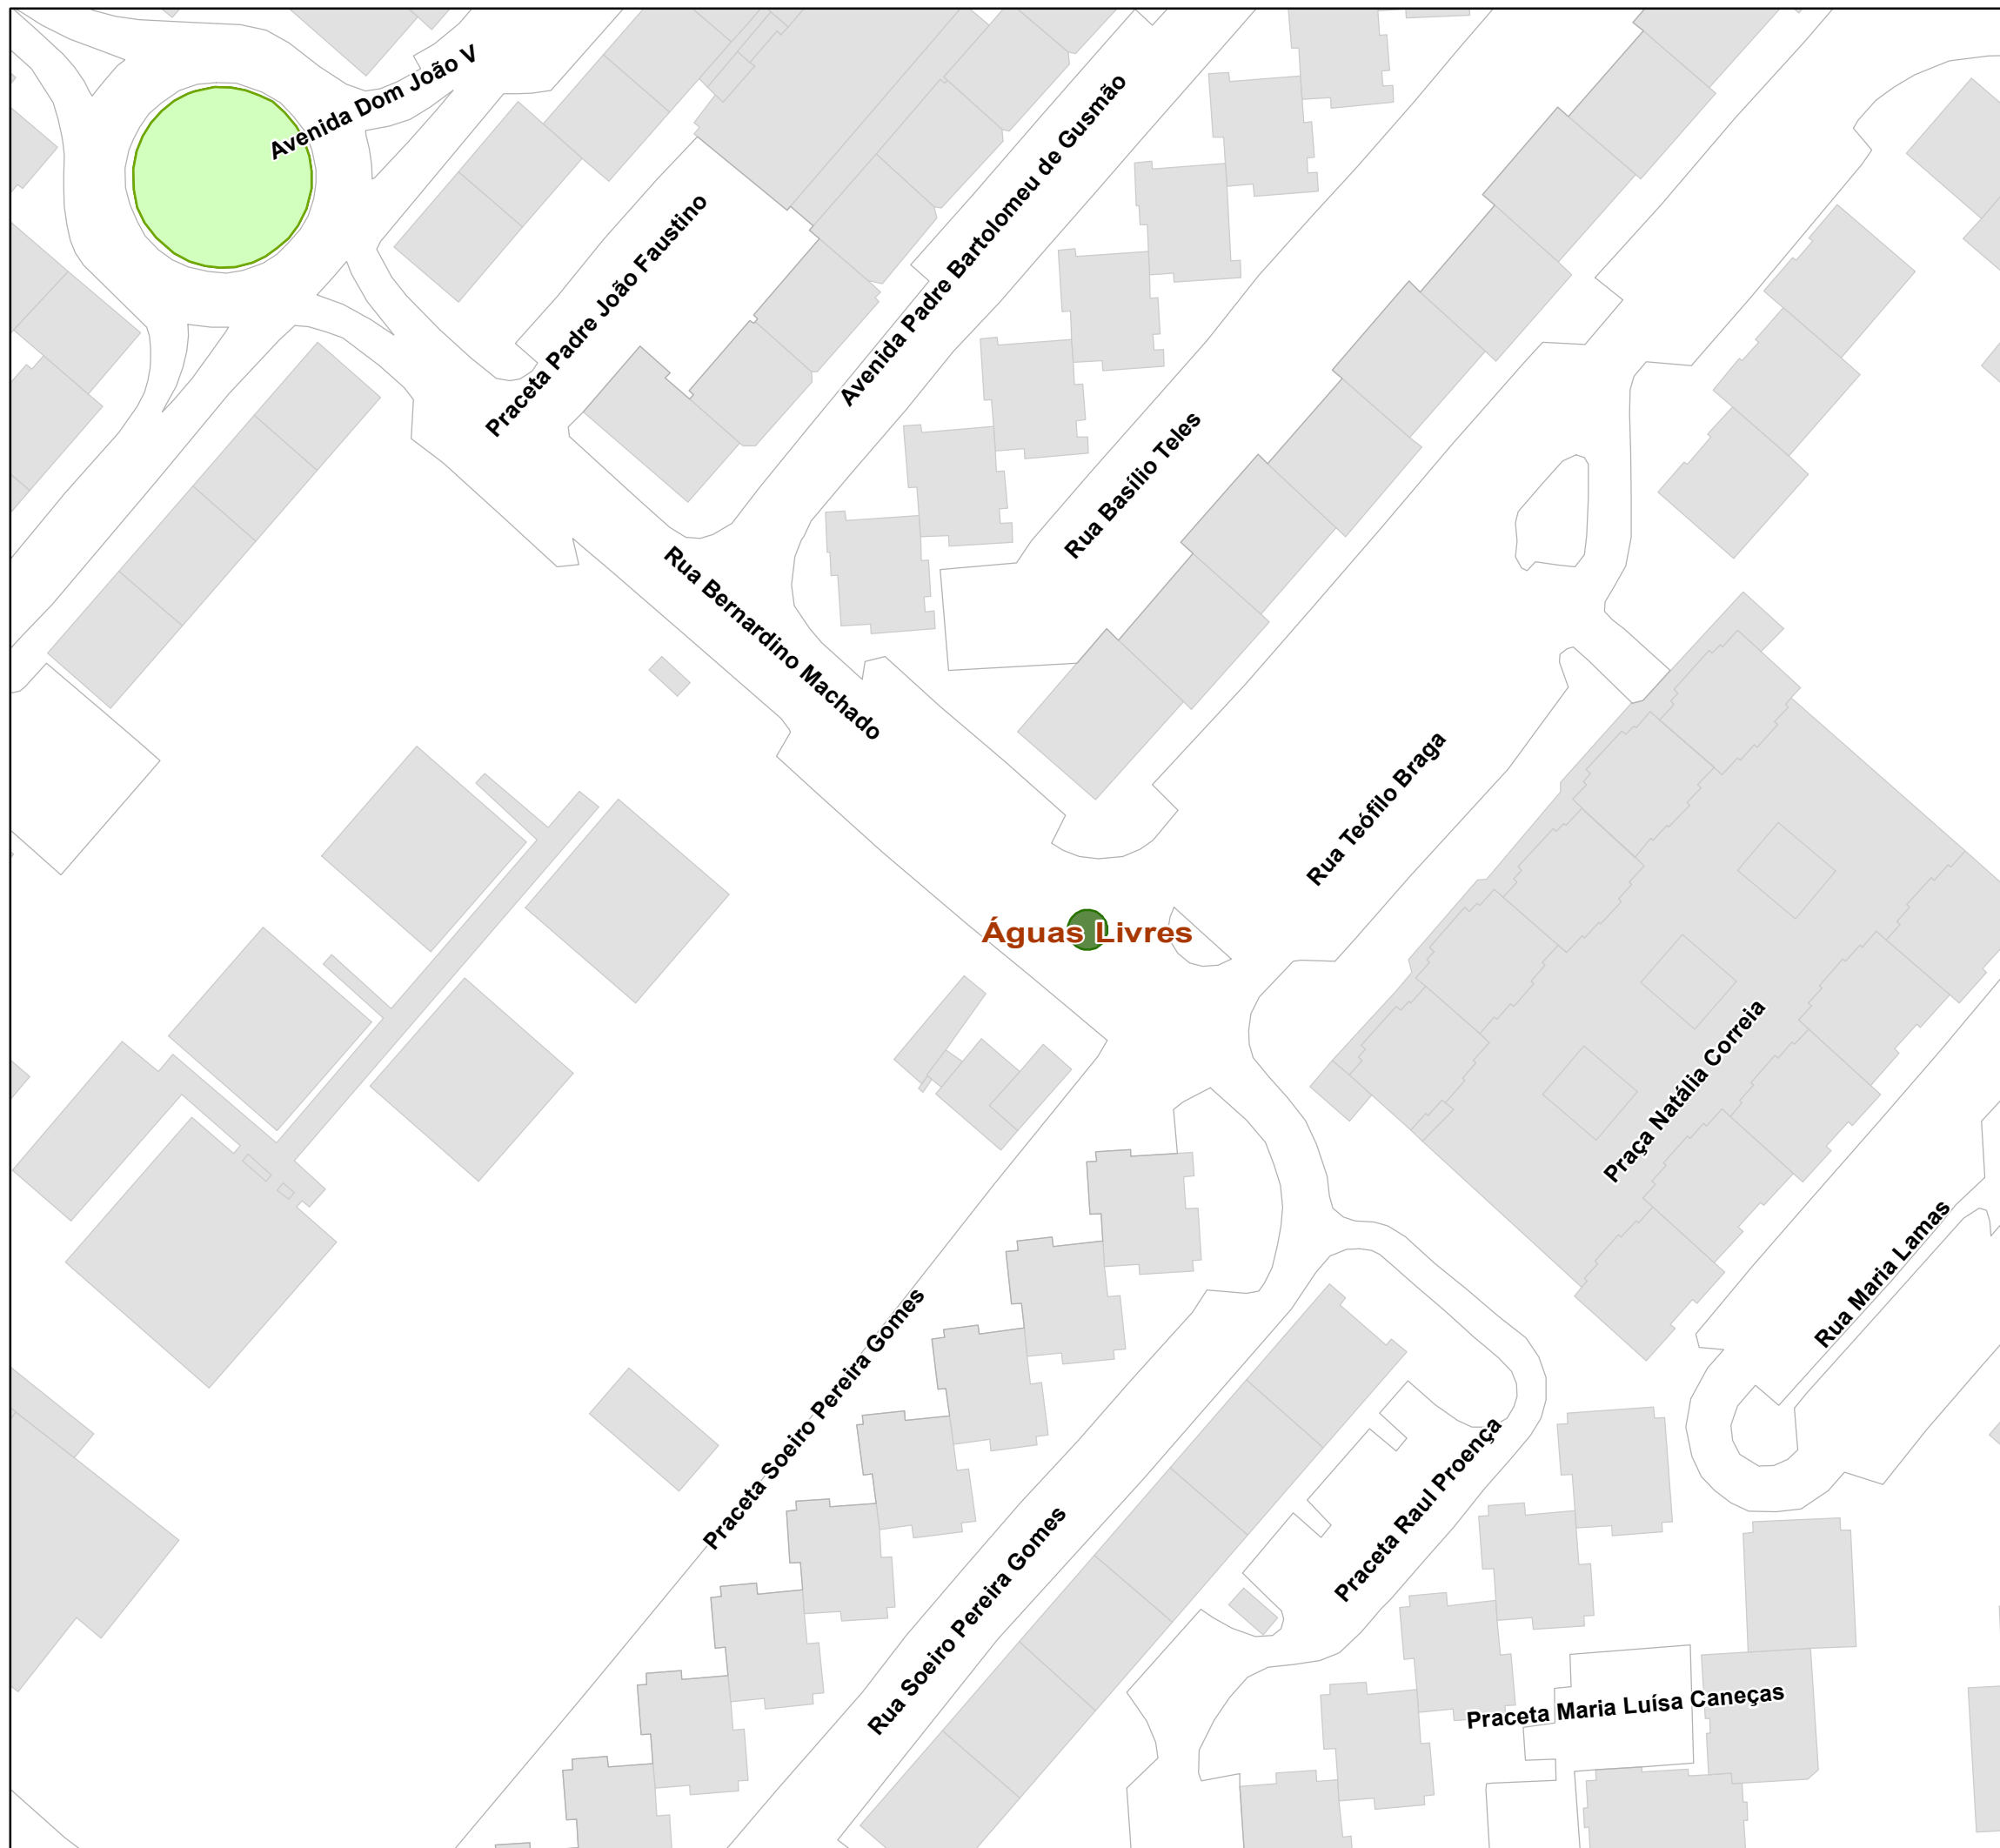 Avenida Dom João V
Praceta Padre João Faustino
Avenida Padre Bartolomeu de Gusmão
Rua Basílio Teles
Rua Bernardino Machado
Rua Teófilo Braga
Águas Livres
Praça Natália Correia
Rua Maria Lamas
Praceta Soeiro Pereira Gomes
Rua Soeiro Pereira Gomes
Praceta Raul Proença
Praceta Maria Luísa Caneças